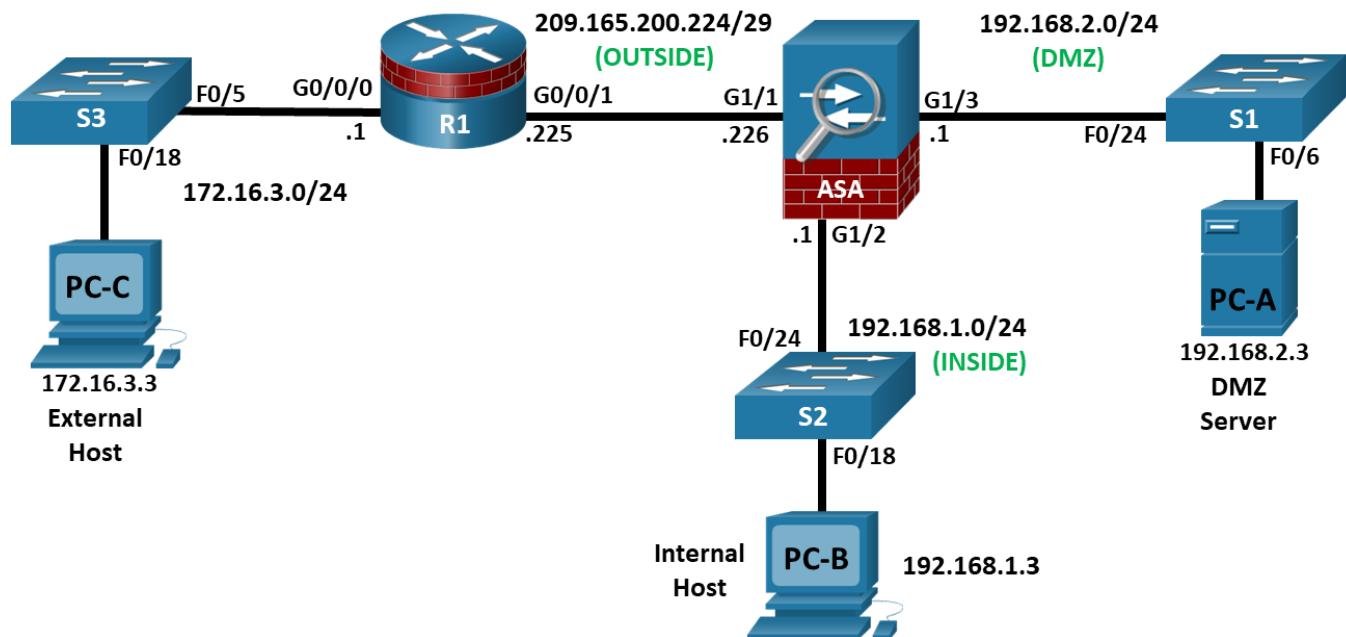 209.165.200.224/29
(OUTSIDE)
192.168.2.0/24
(DMZ)
S3
F0/5
G0/0/0
.1
R1
G0/0/1
.225
G1/1
.226
ASA
G1/3
.1
F0/24
S1
F0/6
F0/18
172.16.3.0/24
.1
G1/2
PC-C
172.16.3.3
External
Host
PC-A
192.168.2.3
DMZ
Server
F0/24
192.168.1.0/24
(INSIDE)
S2
F0/18
Internal
Host
PC-B
192.168.1.3